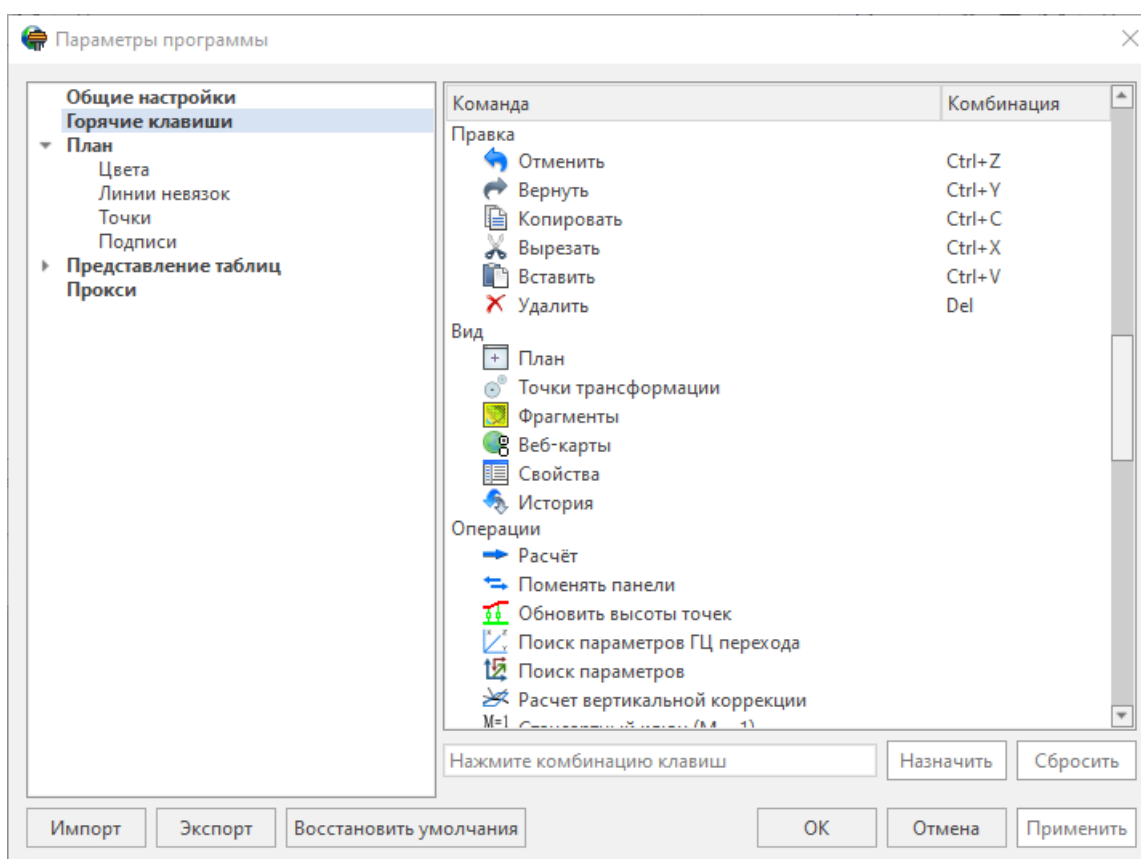 Параметры программы
Общие настройки
Горячие клавиши
План
Цвета
Линии невязок
Точки
Подписи
Представление таблиц
Прокси
Команда Комбинация
Правка
Отменить Ctrl+Z
Вернуть Ctrl+Y
Копировать Ctrl+C
Вырезать Ctrl+X
Вставить Ctrl+V
Удалить Del
Вид
План
Точки трансформации
Фрагменты
Веб-карты
Свойства
История
Операции
Расчёт
Поменять панели
Обновить высоты точек
Поиск параметров ГЦ перехода
Поиск параметров
Расчет вертикальной коррекции
M=1
Нажмите комбинацию клавиш Назначить Сбросить
Импорт Экспорт Восстановить умолчания OK Отмена Применить